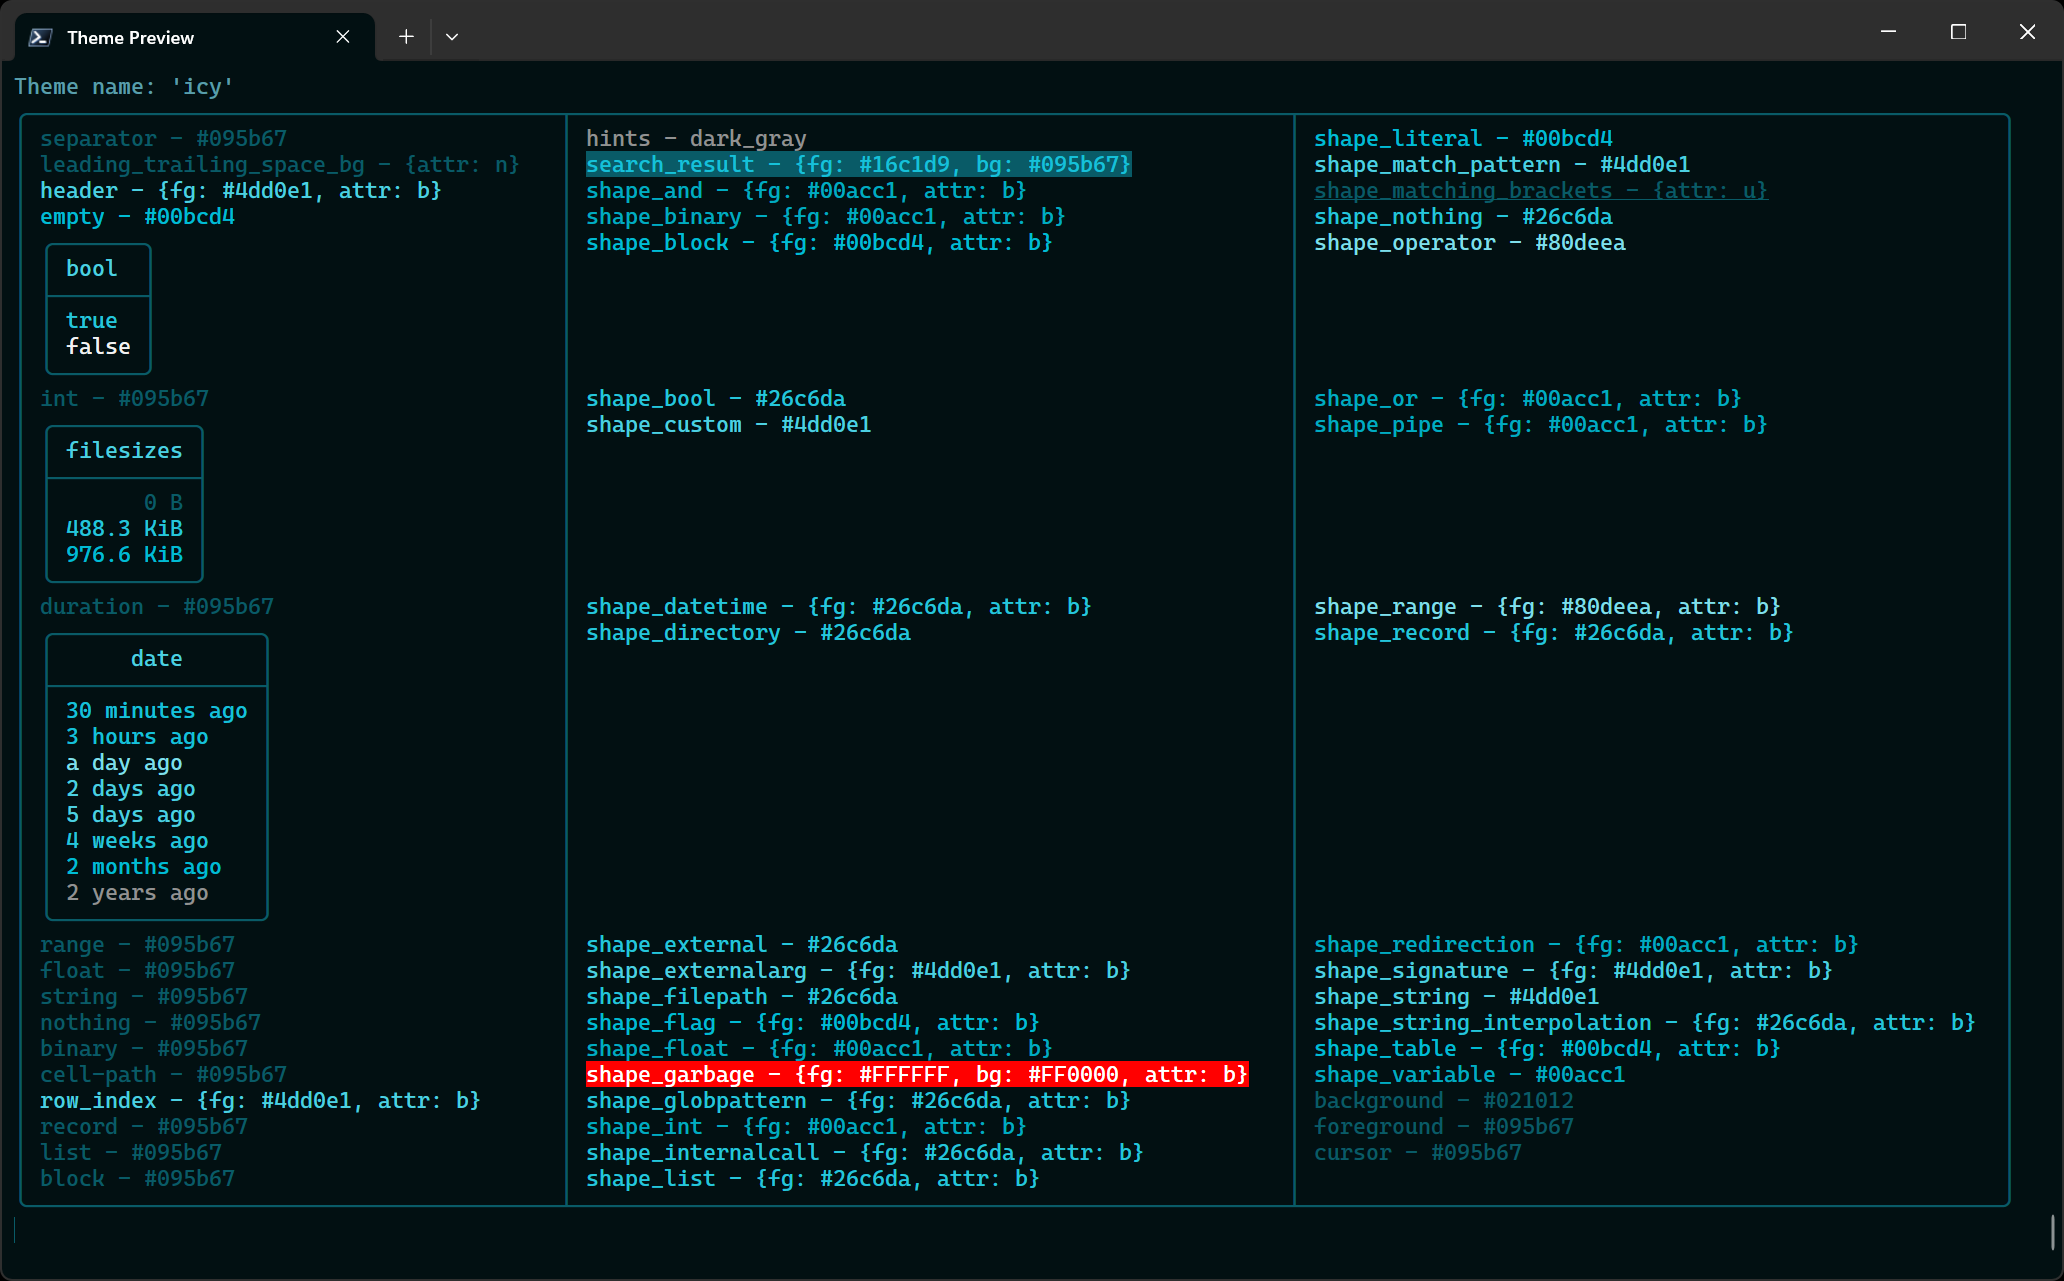 Theme Preview
Theme name: 'icy'
separator - #095b67
leading_trailing_space_bg - {attr: n}
header - {fg: #4dd0e1, attr: b}
empty - #00bcd4
bool
true
false
int - #095b67
filesizes
0 B
488.3 KiB
976.6 KiB
duration - #095b67
date
30 minutes ago
3 hours ago
a day ago
2 days ago
5 days ago
4 weeks ago
2 months ago
2 years ago
range - #095b67
float - #095b67
string - #095b67
nothing - #095b67
binary - #095b67
cell-path - #095b67
row_index - {fg: #4dd0e1, attr: b}
record - #095b67
list - #095b67
block - #095b67
hints - dark_gray
search_result - {fg: #16c1d9, bg: #095b67}
shape_and - {fg: #00acc1, attr: b}
shape_binary - {fg: #00acc1, attr: b}
shape_block - {fg: #00bcd4, attr: b}
shape_bool - #26c6da
shape_custom - #4dd0e1
shape_datetime - {fg: #26c6da, attr: b}
shape_directory - #26c6da
shape_external - #26c6da
shape_externalarg - {fg: #4dd0e1, attr: b}
shape_filepath - #26c6da
shape_flag - {fg: #00bcd4, attr: b}
shape_float - {fg: #00acc1, attr: b}
shape_garbage - {fg: #FFFFFF, bg: #FF0000, attr: b}
shape_globpattern - {fg: #26c6da, attr: b}
shape_int - {fg: #00acc1, attr: b}
shape_internalcall - {fg: #26c6da, attr: b}
shape_list - {fg: #26c6da, attr: b}
shape_literal - #00bcd4
shape_match_pattern - #4dd0e1
shape_matching_brackets - {attr: u}
shape_nothing - #26c6da
shape_operator - #80deea
shape_or - {fg: #00acc1, attr: b}
shape_pipe - {fg: #00acc1, attr: b}
shape_range - {fg: #80deea, attr: b}
shape_record - {fg: #26c6da, attr: b}
shape_redirection - {fg: #00acc1, attr: b}
shape_signature - {fg: #4dd0e1, attr: b}
shape_string - #4dd0e1
shape_string_interpolation - {fg: #26c6da, attr: b}
shape_table - {fg: #00bcd4, attr: b}
shape_variable - #00acc1
background - #021012
foreground - #095b67
cursor - #095b67